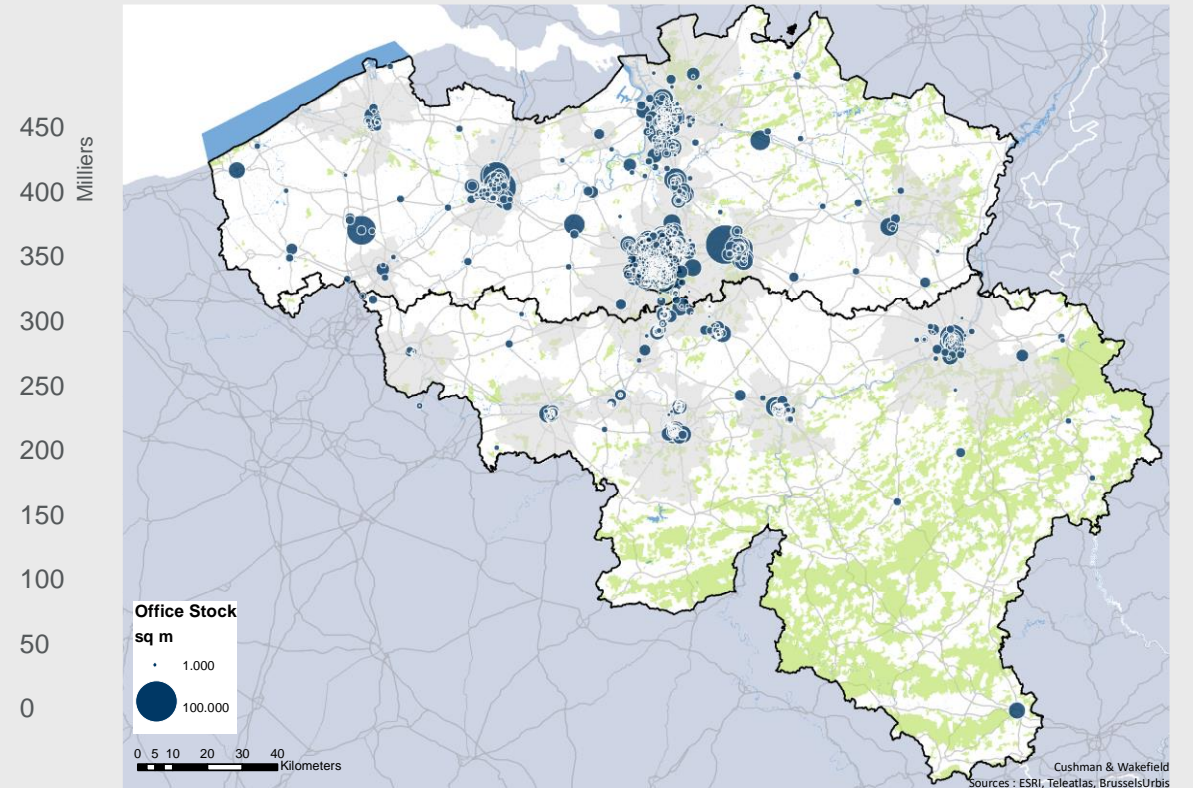 450
400
350
300
250
200
150
100
50
0
Milliers
Office Stock
sq m
1.000
100.000
0 5 10 20 30 40
Kilometers
Cushman & Wakefield
Sources : ESRI, Teleatlas, BrusselsUrbis